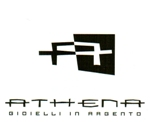 ATHENA
GIOIELLI IN ARGENTO